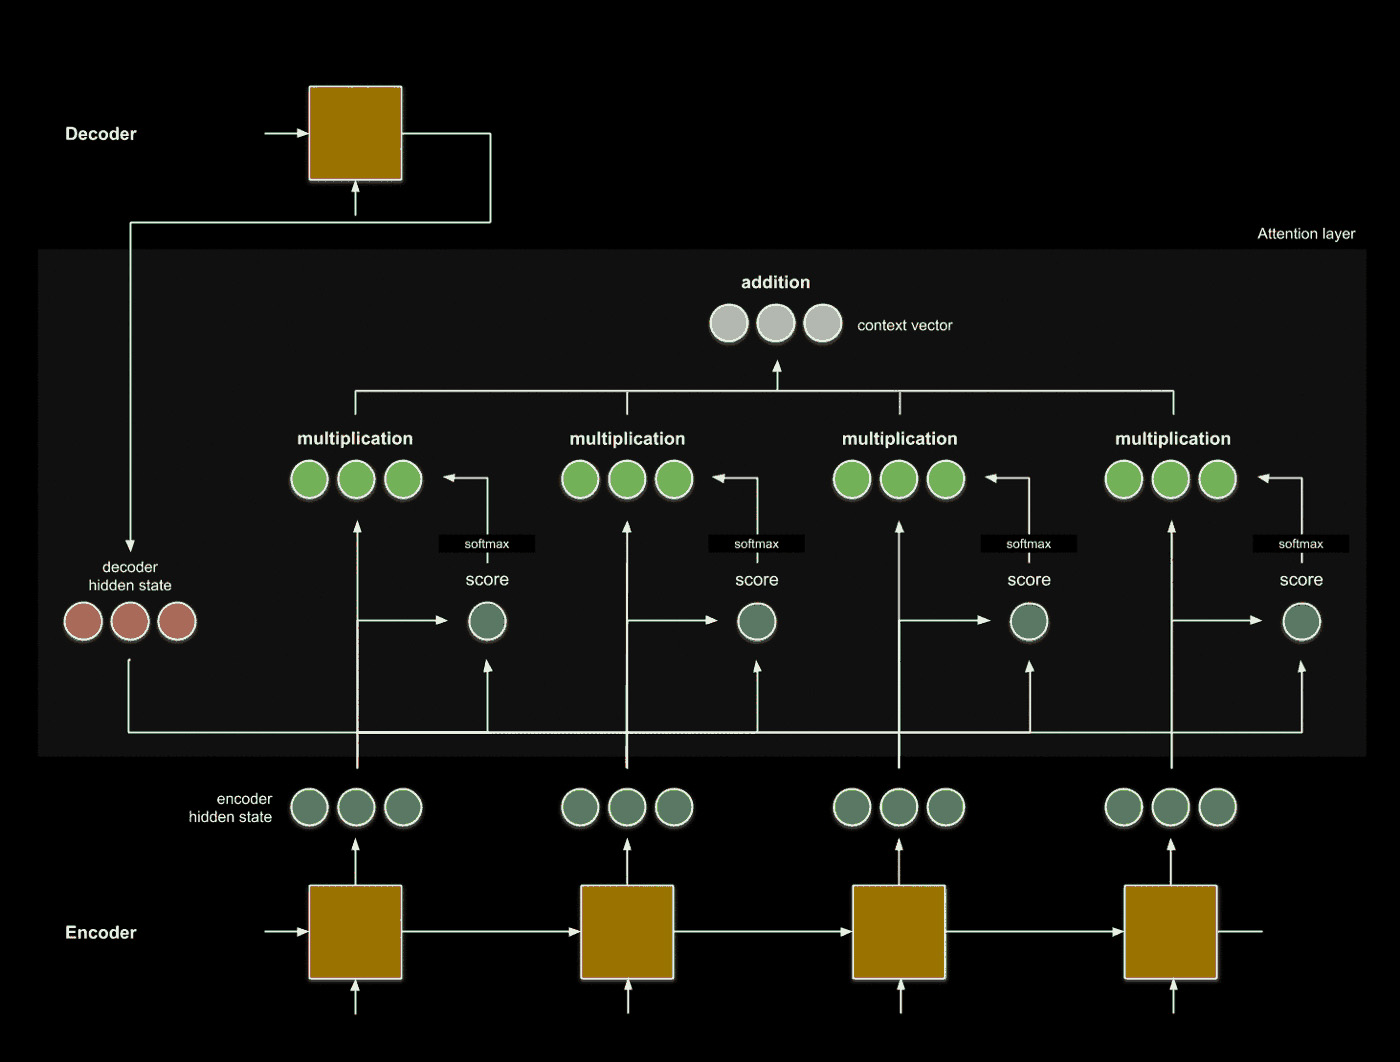 Decoder
Attention layer
addition
context vector
multiplication
multiplication
multiplication
multiplication
softmax
softmax
softmax
softmax
decoder
hidden state
score
score
score
score
encoder
hidden state
Encoder